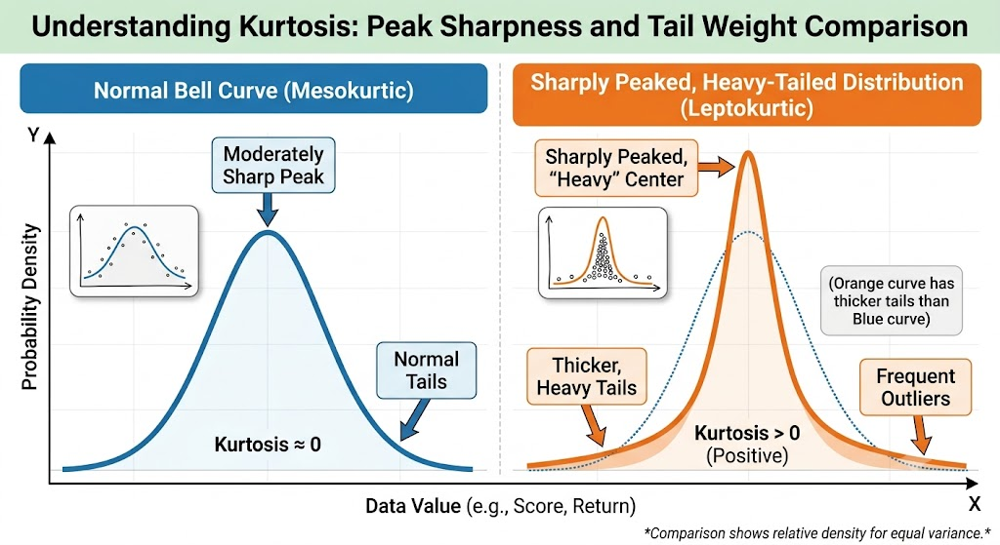 Understanding Kurtosis: Peak Sharpness and Tail Weight Comparison
Normal Bell Curve (Mesokurtic)
Y
Moderately
Sharp Peak
Probability Density
Normal
Tails
Kurtosis ≈ 0
Sharply Peaked, Heavy-Tailed Distribution
(Leptokurtic)
Sharply Peaked,
“Heavy” Center
(Orange curve has
thicker tails than
Blue curve)
Thicker,
Heavy Tails
Frequent
Outliers
Kurtosis > 0
(Positive)
X
Data Value (e.g., Score, Return)
*Comparison shows relative density for equal variance.*